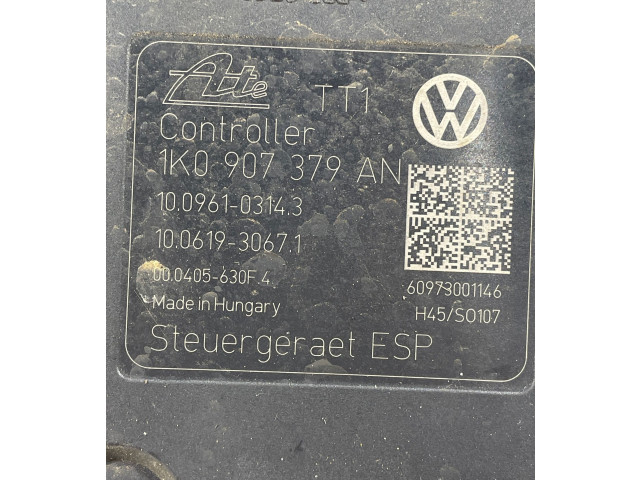 Ate TT1
Controller
1K0 907 379 AN
10.0961-0314.3
10.0619-3067.1
00.0405-630F.4
60973001146
Made in Hungary
H45/SO107
Steuergeraet ESP